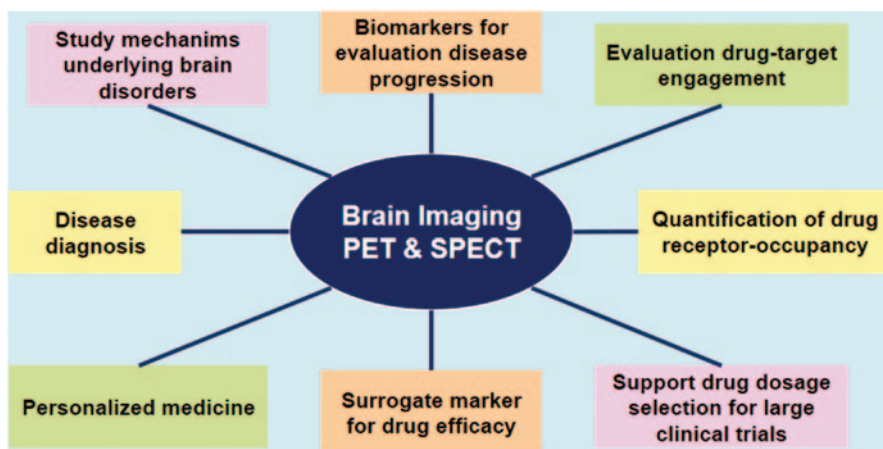 Study mechanims
underlying brain
disorders
Biomarkers for
evaluation disease
progression
Evaluation drug-target
engagement
Disease
diagnosis
Brain Imaging
PET & SPECT
Quantification of drug
receptor-occupancy
Personalized medicine
Surrogate marker
for drug efficacy
Support drug dosage
selection for large
clinical trials